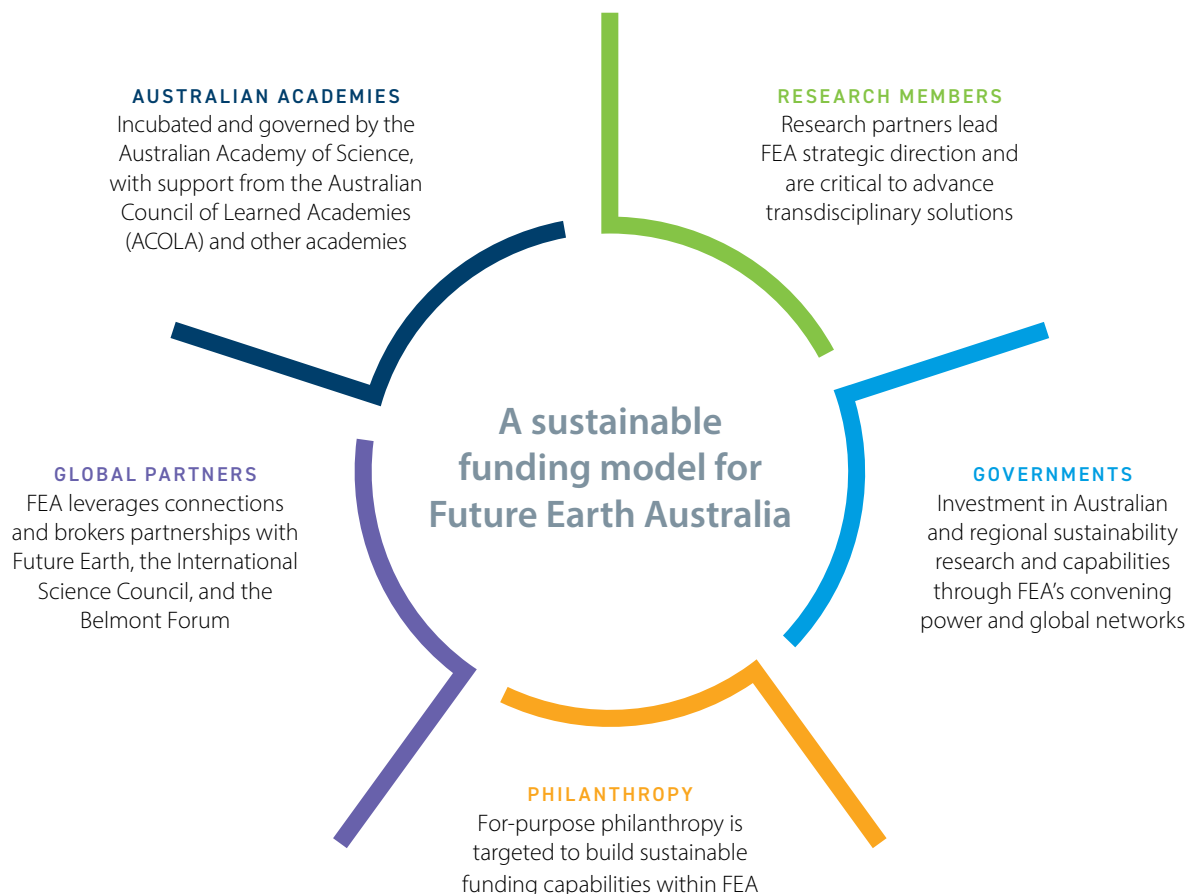 AUSTRALIAN ACADEMIES
Incubated and governed by the
Australian Academy of Science,
with support from the Australian
Council of Learned Academies
(ACOLA) and other academies
RESEARCH MEMBERS
Research partners lead
FEA strategic direction and
are critical to advance
transdisciplinary solutions
A sustainable
funding model for
Future Earth Australia
GLOBAL PARTNERS
FEA leverages connections
and brokers partnerships with
Future Earth, the International
Science Council, and the
Belmont Forum
GOVERNMENTS
Investment in Australian
and regional sustainability
research and capabilities
through FEA’s convening
power and global networks
PHILANTHROPY
For-purpose philanthropy is
targeted to build sustainable
funding capabilities within FEA